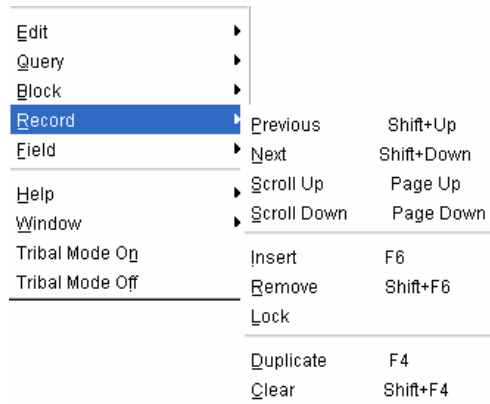 Edit
Query
Block
Record
Field
Help
Window
Tribal Mode On
Tribal Mode Off
Previous Shift+Up
Next Shift+Down
Scroll Up Page Up
Scroll Down Page Down
Insert F6
Remove Shift+F6
Lock
Duplicate F4
Clear Shift+F4